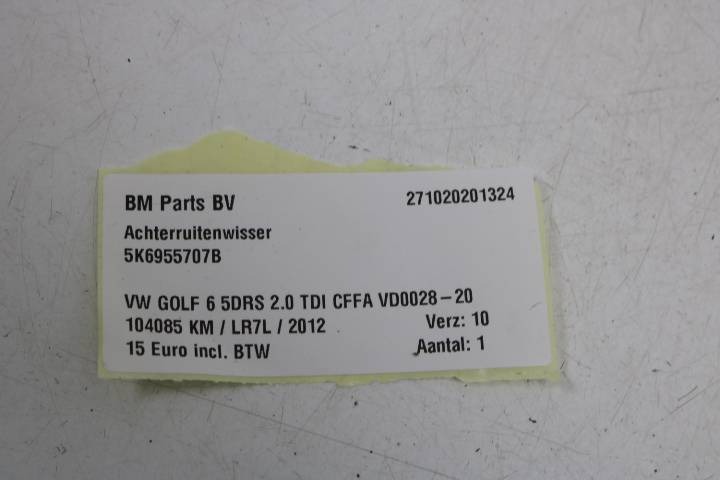 BM Parts BV 271020201324
Achterruitenwisser
5K6955707B
VW GOLF 6 5DRS 2.0 TDI CFFA VD0028-20
104085 KM / LR7L / 2012 Verz: 10
15 Euro incl. BTW Aantal: 1